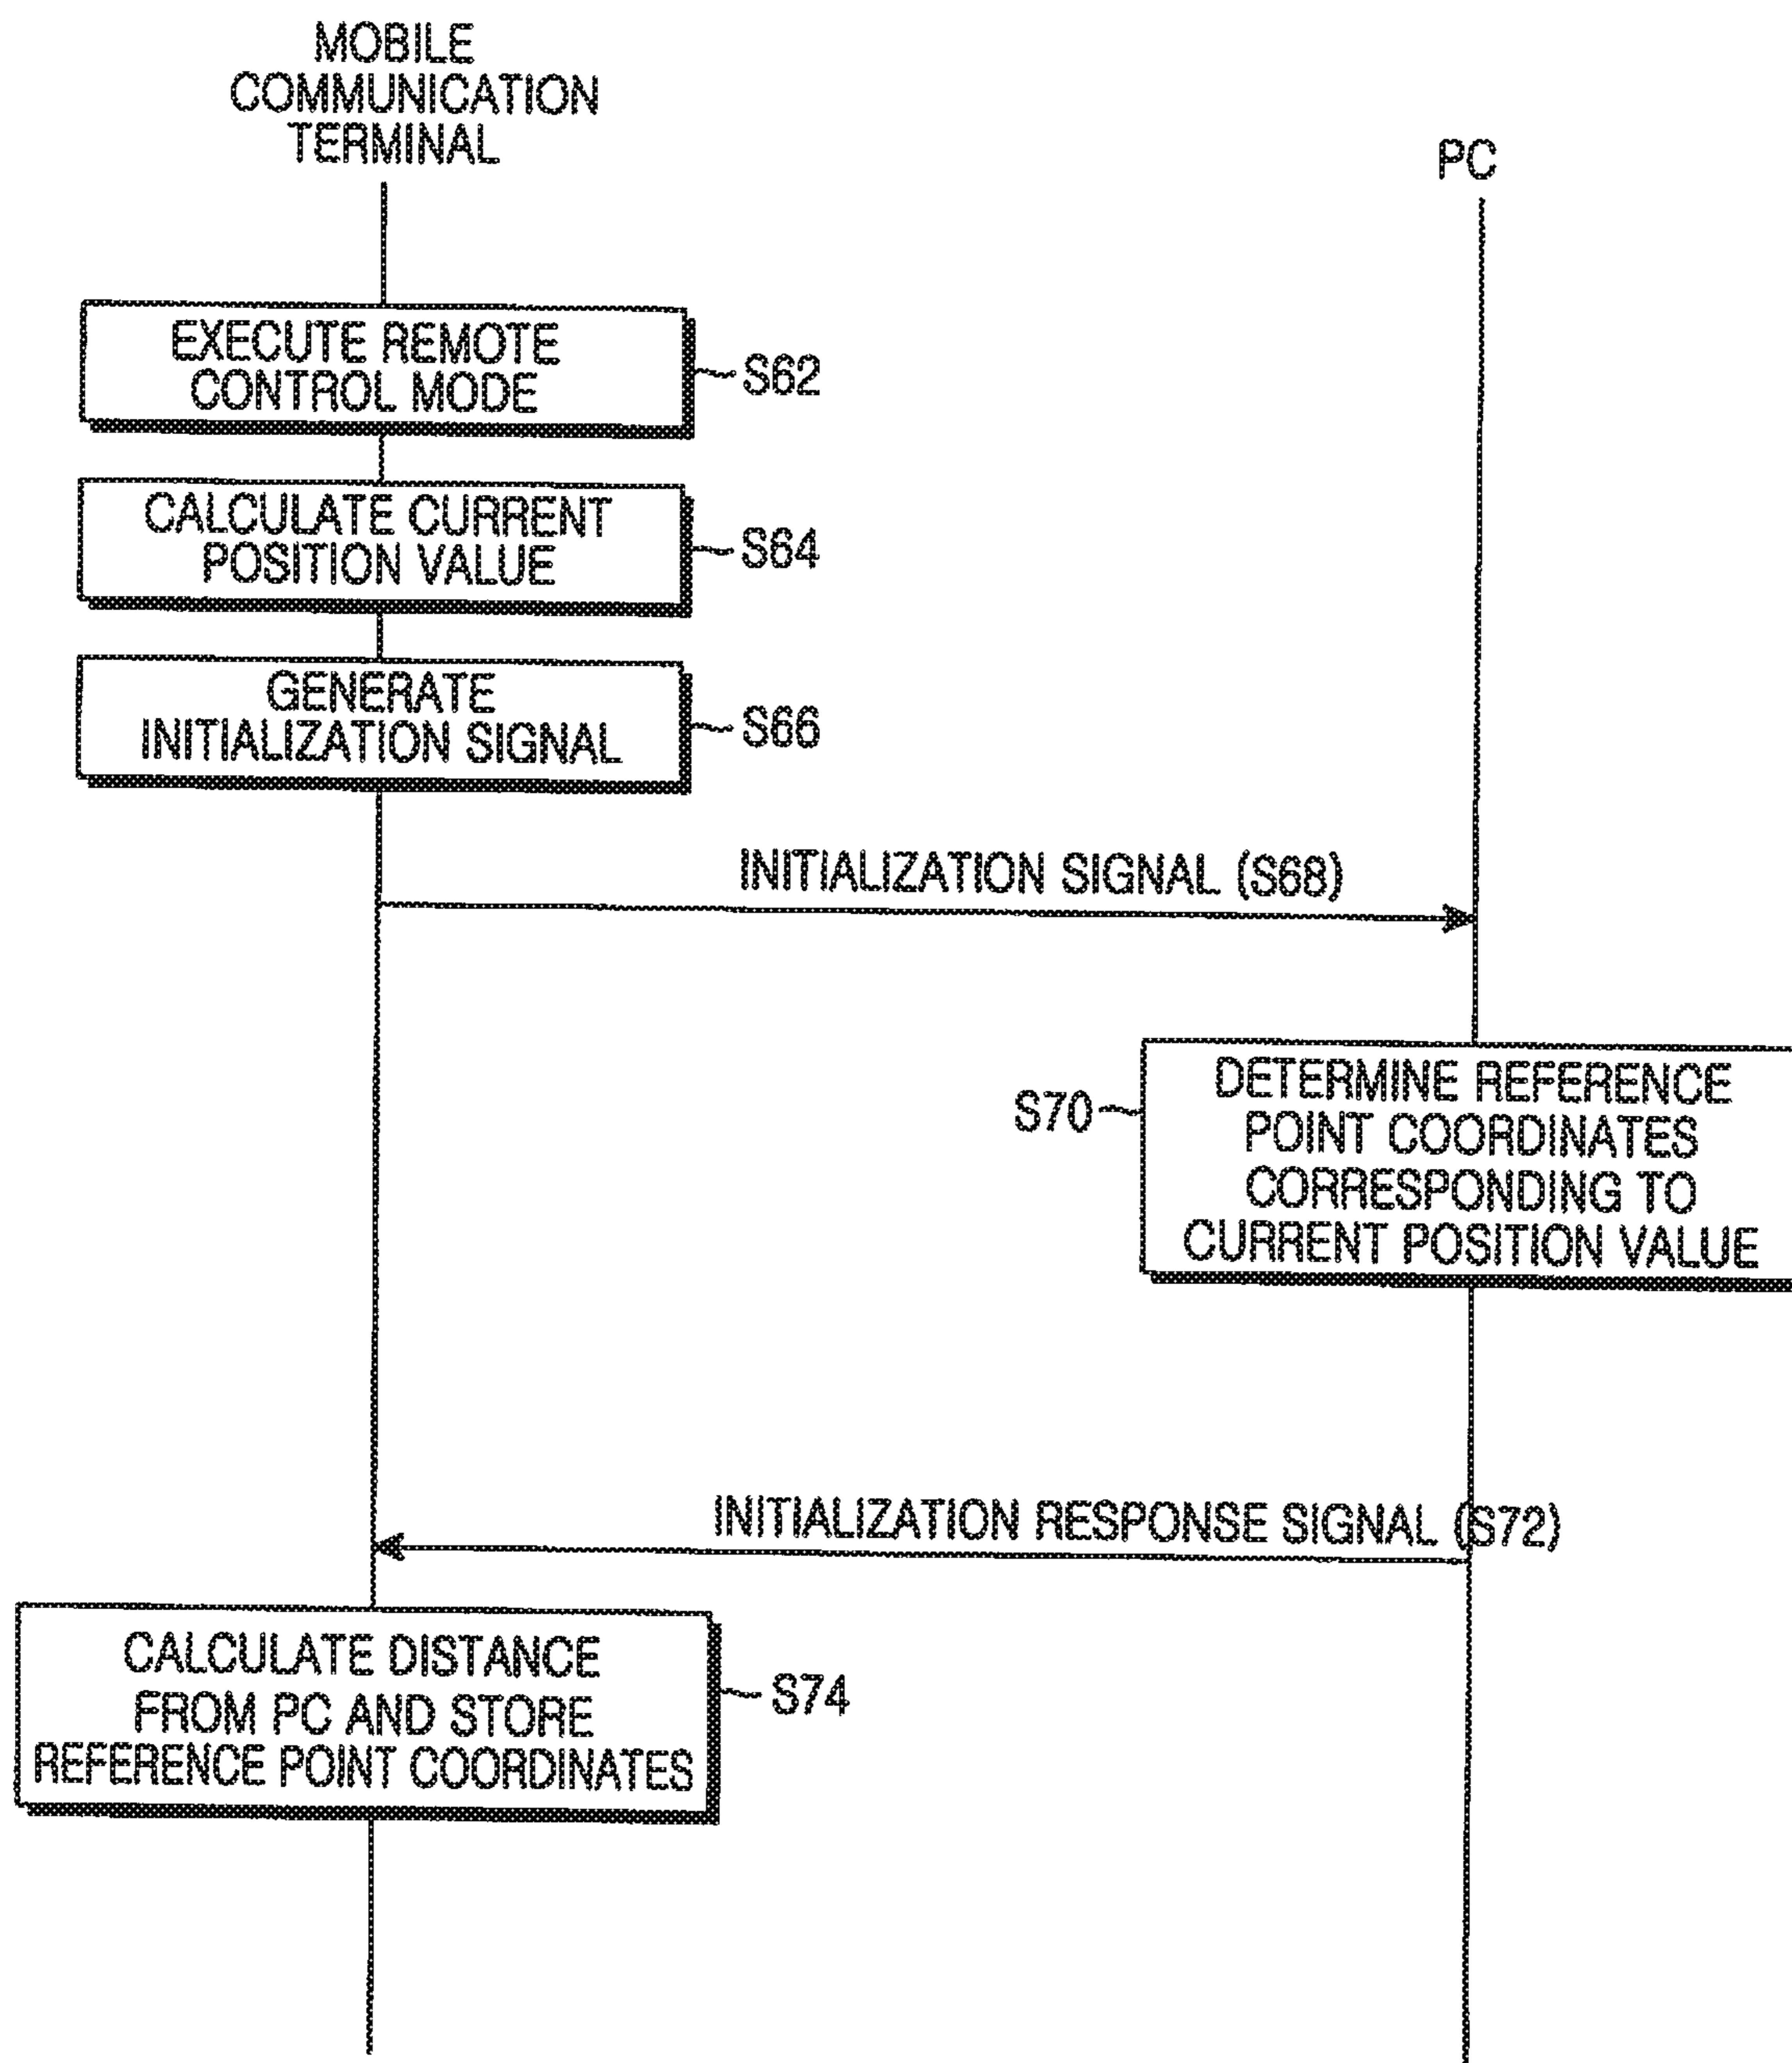 MOBILE
COMMUNICATION
TERMINAL
PC
EXECUTE REMOTE
CONTROL MODE
S62
CALCULATE CURRENT
POSITION VALUE
S64
GENERATE
INITIALIZATION SIGNAL
S66
INITIALIZATION SIGNAL (S68)
S70
DETERMINE REFERENCE
POINT COORDINATES
CORRESPONDING TO
CURRENT POSITION VALUE
INITIALIZATION RESPONSE SIGNAL (S72)
CALCULATE DISTANCE
FROM PC AND STORE
REFERENCE POINT COORDINATES
S74